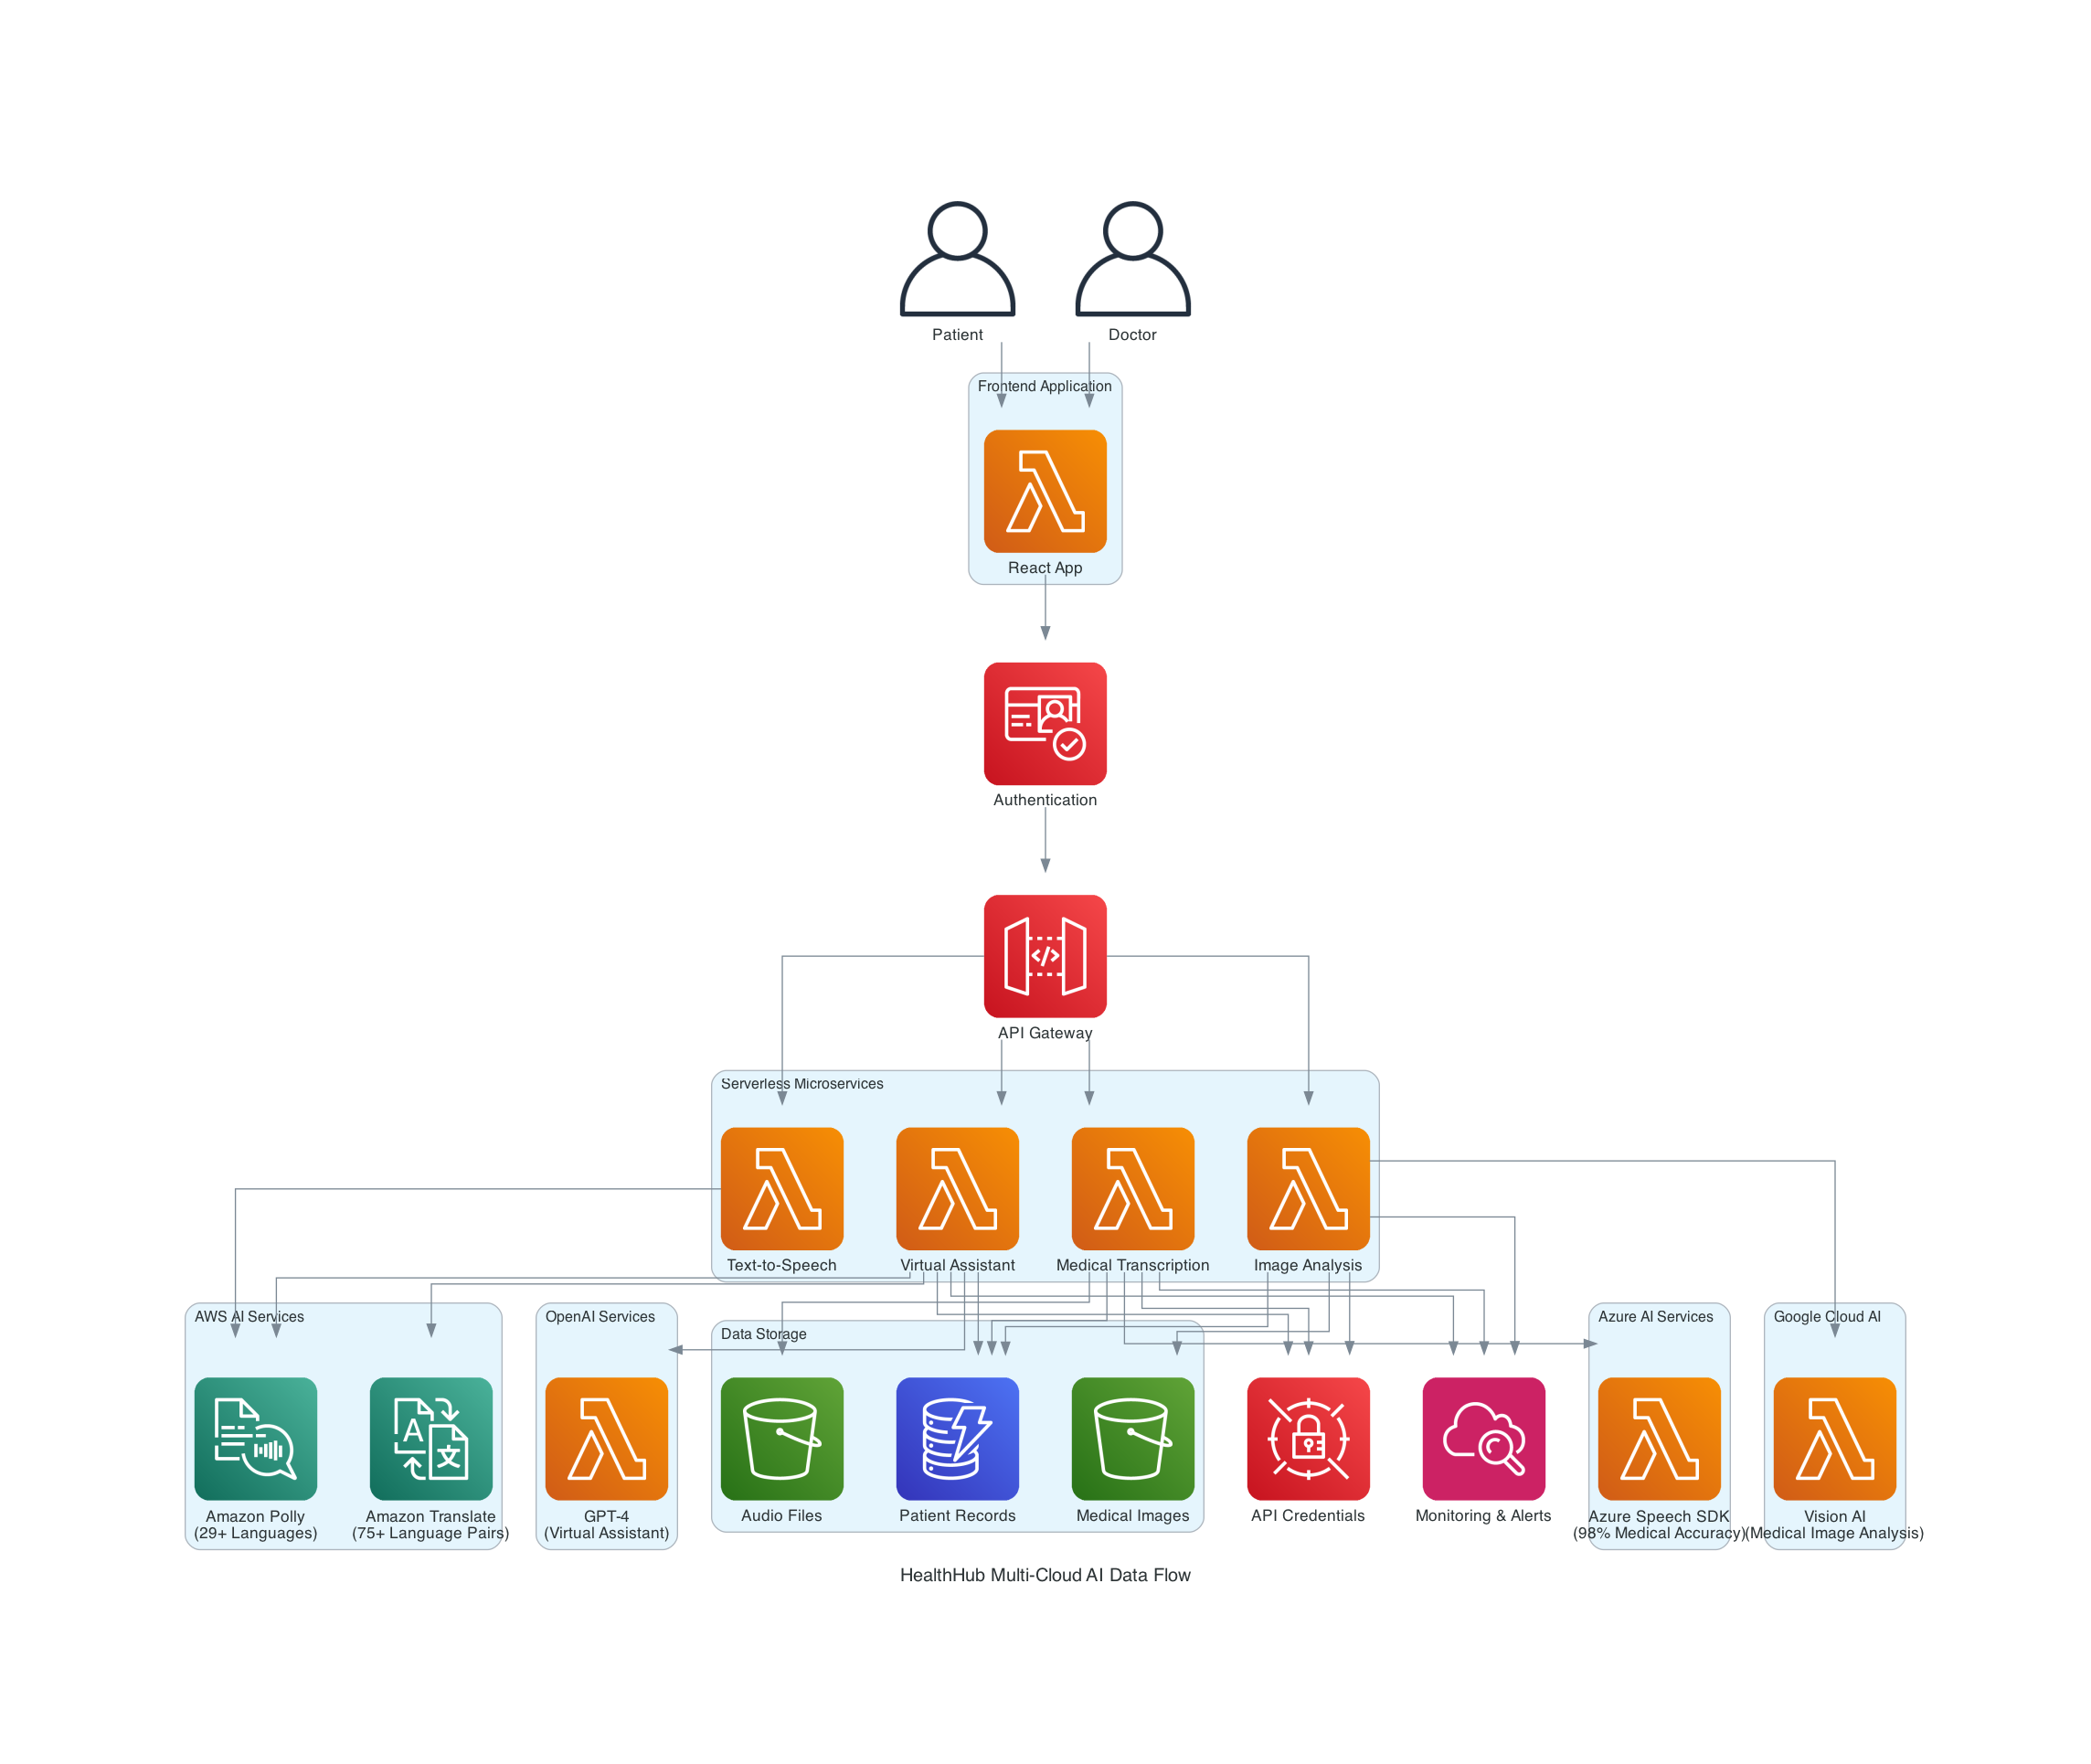 Patient
Doctor
Frontend Application
React App
Authentication
API Gateway
Serverless Microservices
Text-to-Speech
Virtual Assistant
Medical Transcription
Image Analysis
AWS AI Services
OpenAI Services
Data Storage
Azure AI Services
Google Cloud AI
Amazon Polly
(29+ Languages)
Amazon Translate
(75+ Language Pairs)
GPT-4
(Virtual Assistant)
Audio Files
Patient Records
Medical Images
API Credentials
Monitoring & Alerts
Azure Speech SDK
(98% Medical Accuracy)
Vision AI
(Medical Image Analysis)
HealthHub Multi-Cloud AI Data Flow